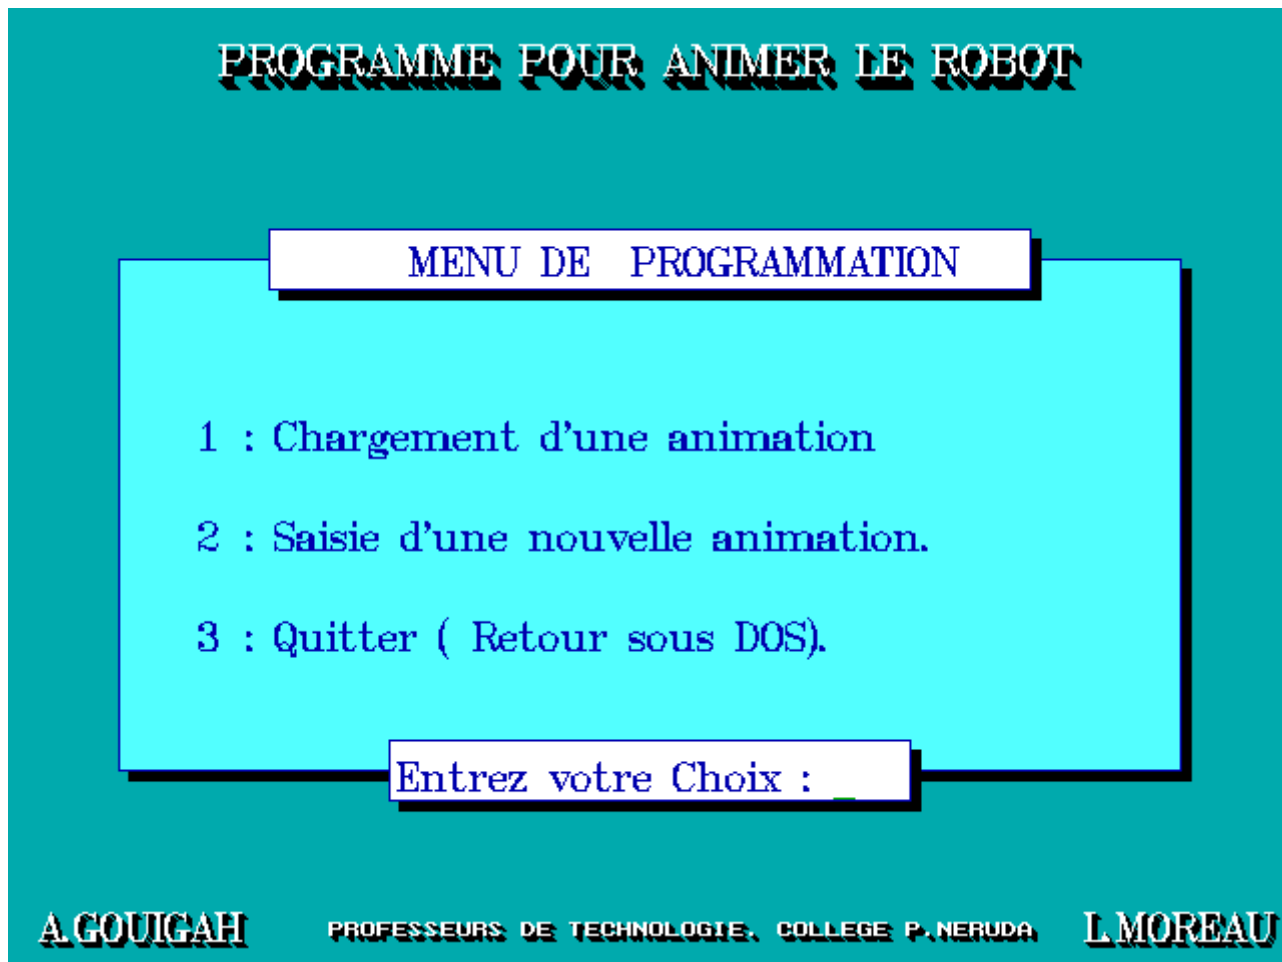 PROGRAMME POUR ANIMER LE ROBOT
MENU DE PROGRAMMATION
1 : Chargement d'une animation
2 : Saisie d'une nouvelle animation.
3 : Quitter ( Retour sous DOS).
Entrez votre Choix : _
A.GOUIGAH PROFESSEURS DE TECHNOLOGIE. COLLEGE P.NERUDA L.MOREAU